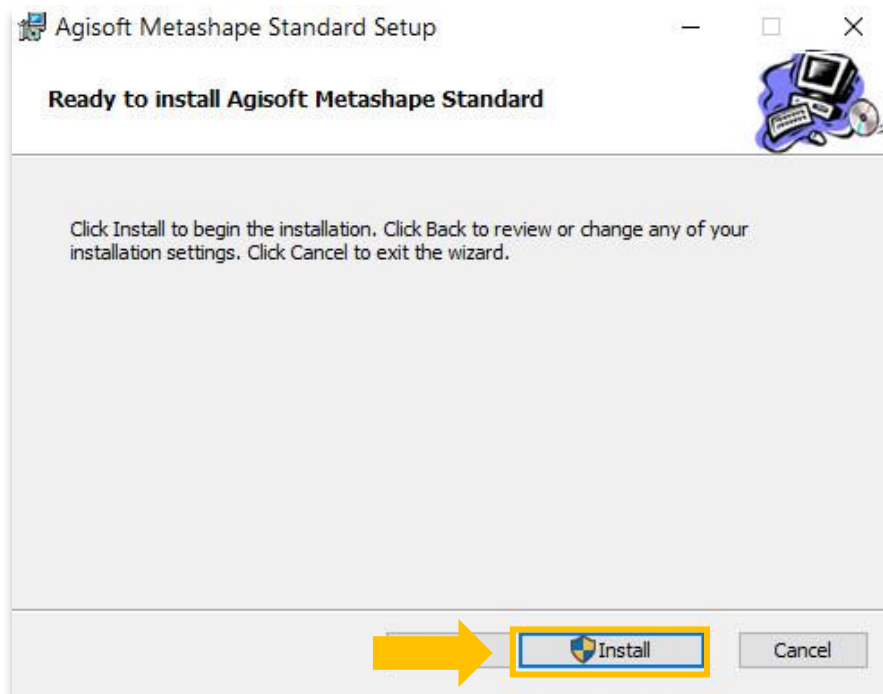 Agisoft Metashape Standard Setup
Ready to install Agisoft Metashape Standard
Click Install to begin the installation. Click Back to review or change any of your
installation settings. Click Cancel to exit the wizard.
Install
Cancel